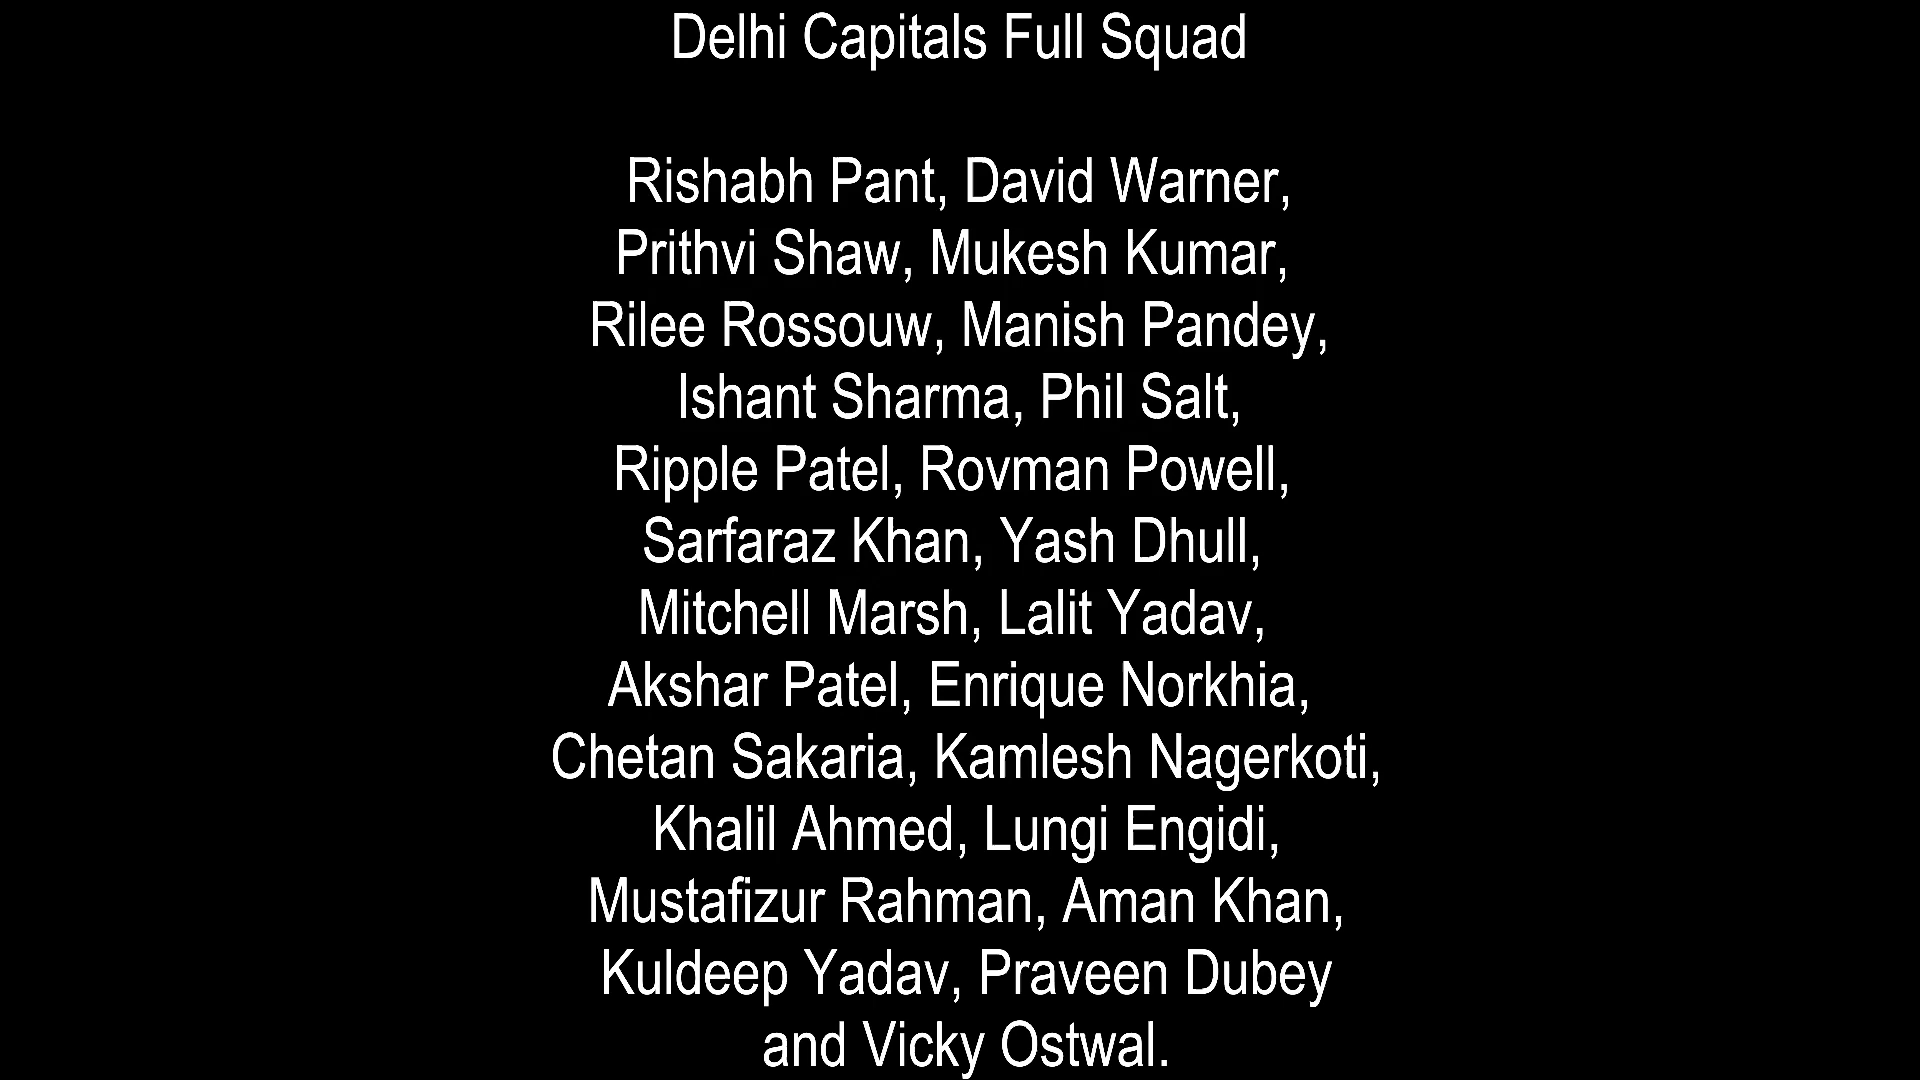 Delhi Capitals Full Squad
Rishabh Pant, David Warner,
Prithvi Shaw, Mukesh Kumar,
Rilee Rossouw, Manish Pandey,
Ishant Sharma, Phil Salt,
Ripple Patel, Rovman Powell,
Sarfaraz Khan, Yash Dhull,
Mitchell Marsh, Lalit Yadav,
Akshar Patel, Enrique Norkhia,
Chetan Sakaria, Kamlesh Nagerkoti,
Khalil Ahmed, Lungi Engidi,
Mustafizur Rahman, Aman Khan,
Kuldeep Yadav, Praveen Dubey
and Vicky Ostwal.